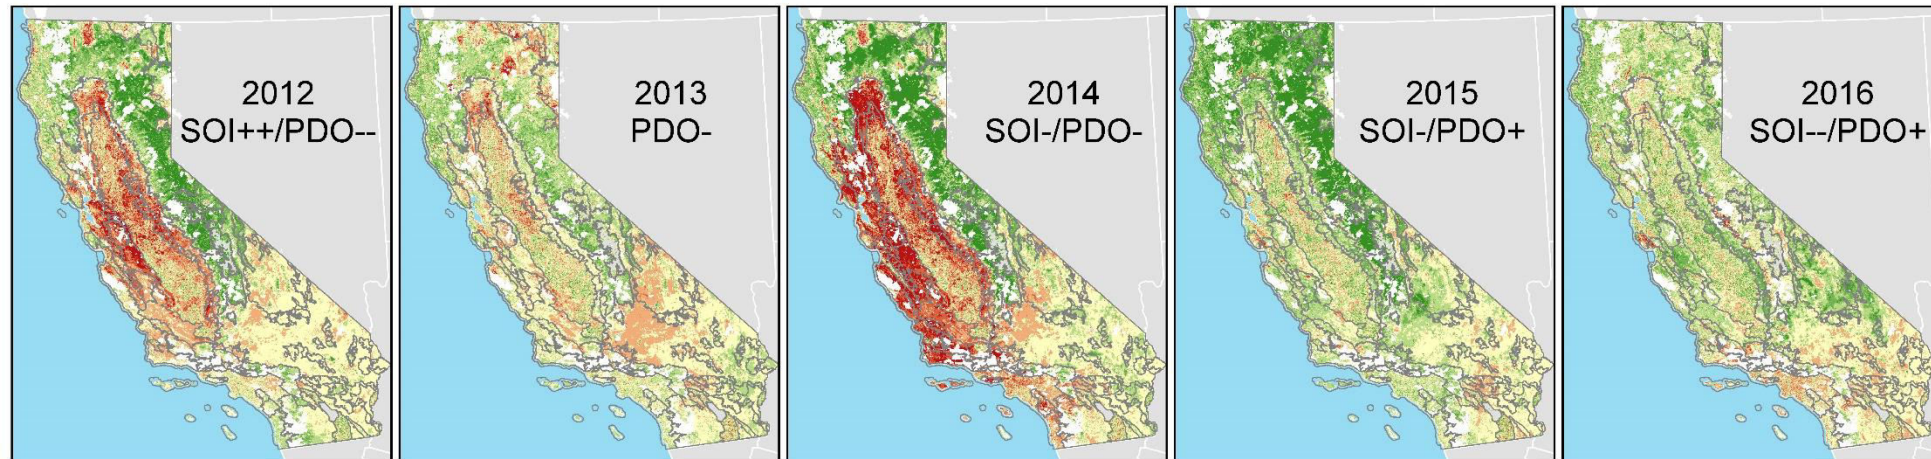 2012
SOI++/PDO--
2013
PDO-
2014
SOI-/PDO-
2015
SOI-/PDO+
2016
SOI--/PDO+